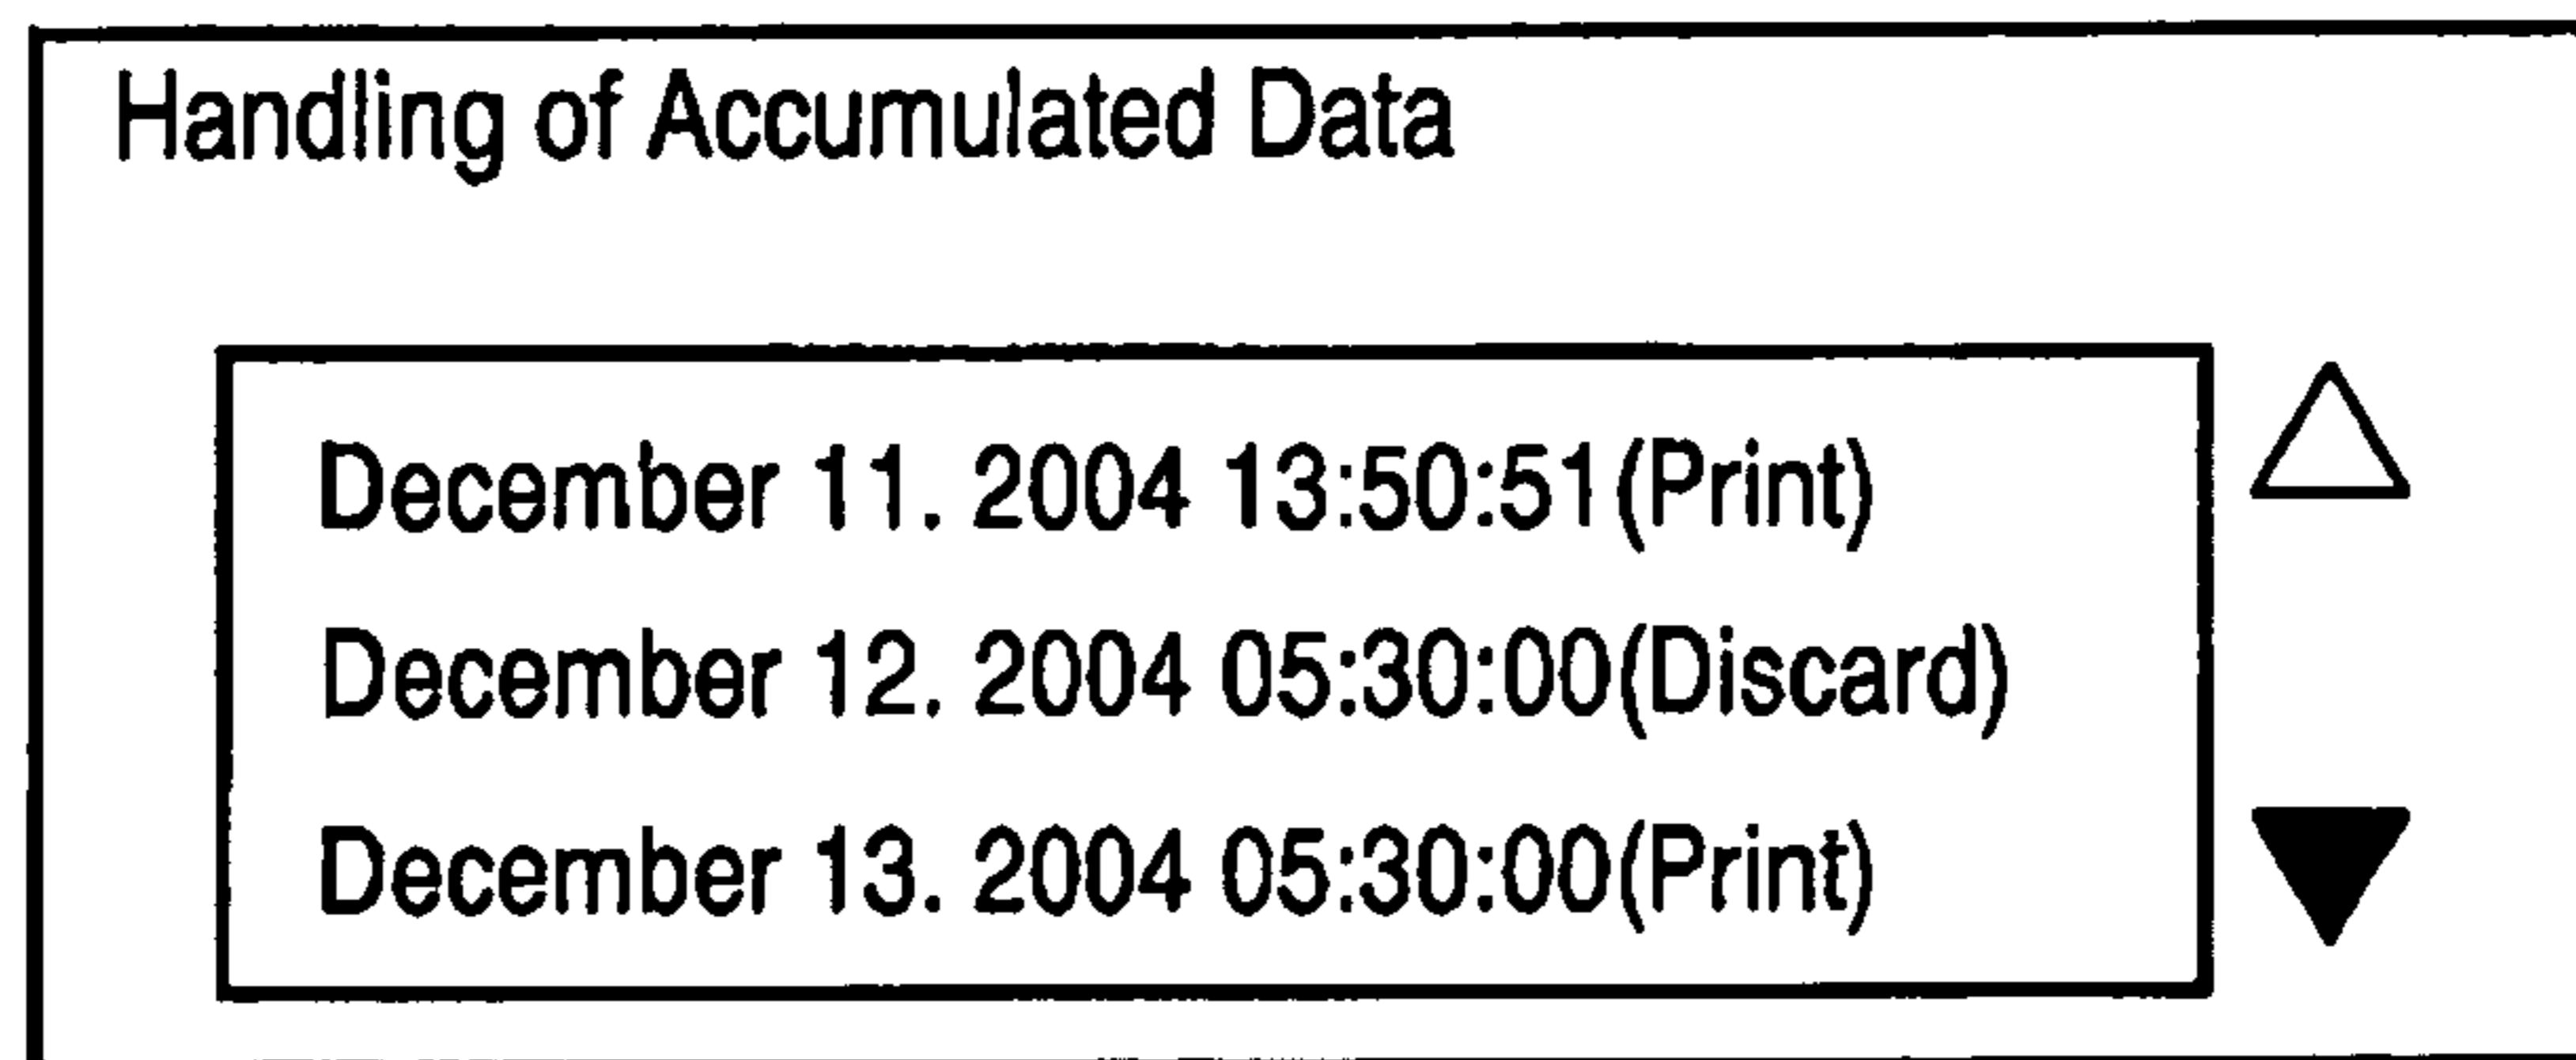 Handling of Accumulated Data
December 11. 2004 13:50:51(Print)
December 12. 2004 05:30:00(Discard)
December 13. 2004 05:30:00(Print)